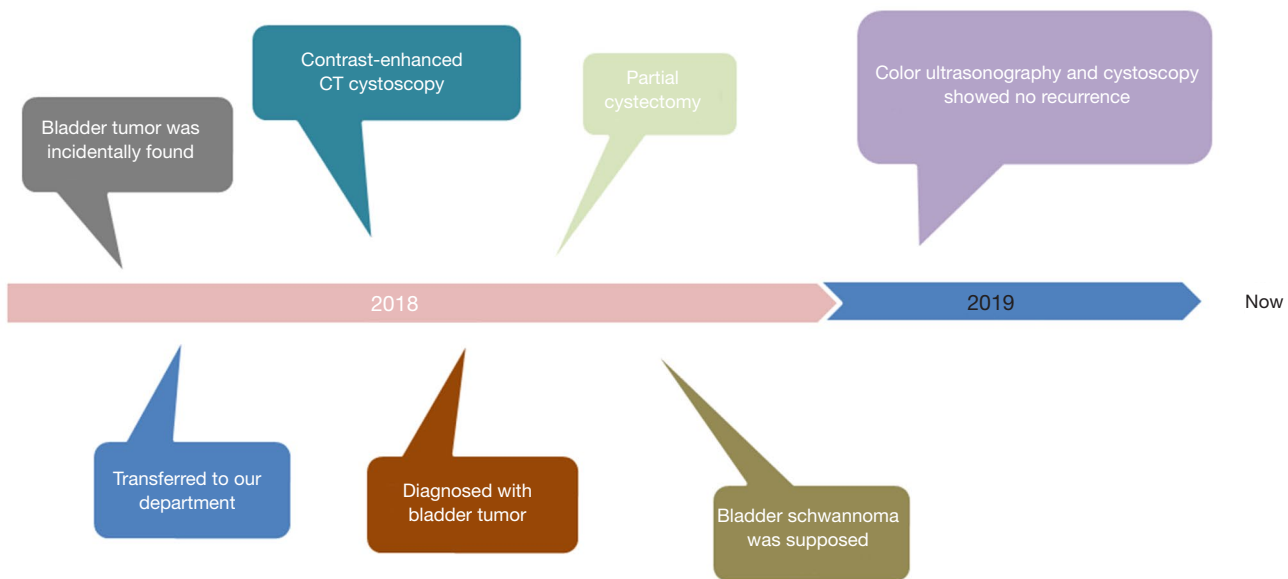 Contrast-enhanced
CT cystoscopy
Partial
cystectomy
Color ultrasonography and cystoscopy
showed no recurrence
Bladder tumor was
incidentally found
2018
2019
Now
Transferred to our
department
Diagnosed with
bladder tumor
Bladder schwannoma
was supposed